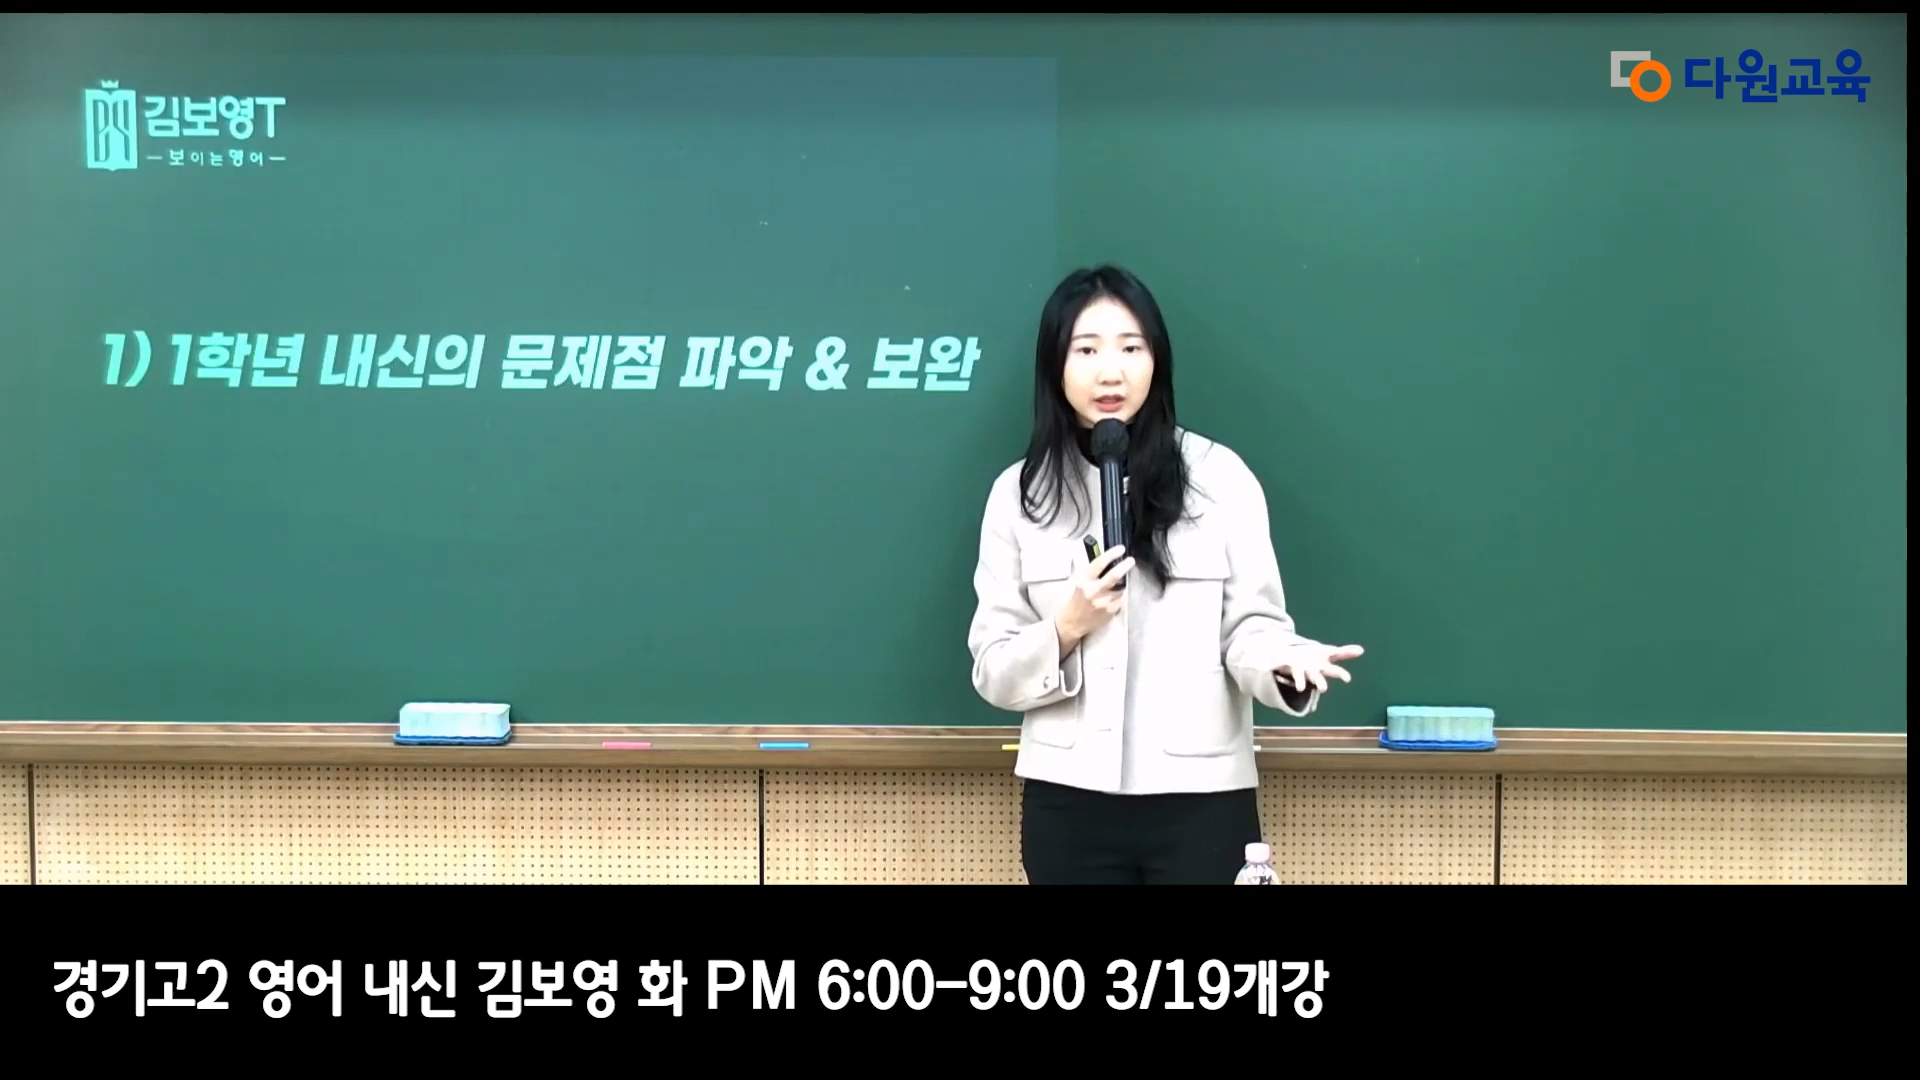 김보영T
보이는영어
다원교육
1) 1학년 내신의 문제점 파악 & 보완
경기고2 영어 내신 김보영 화 PM 6:00-9:00 3/19개강